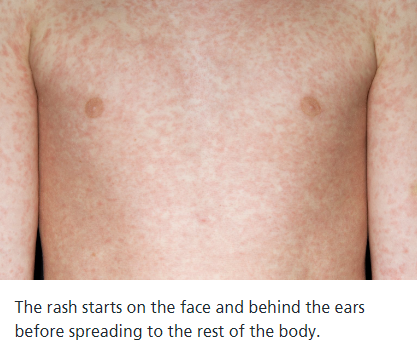 The rash starts on the face and behind the ears
before spreading to the rest of the body.